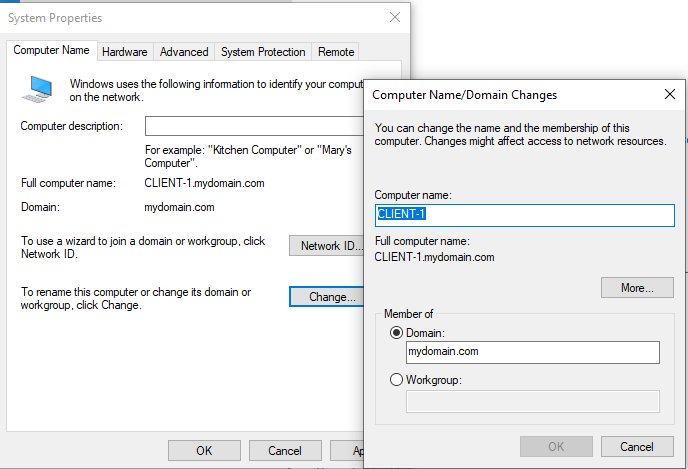 System Properties
Computer Name
Hardware
Advanced
System Protection
Remote
Windows uses the following information to identify your
on the network.
Computer description:
For example: "Kitchen Computer" or "Mary's
Computer".
Full computer name:
CLIENT-1.mydomain.com
Domain:
mydomain.com
To use a wizard to join a domain or workgroup, click
Network ID.
Network ID...
To rename this computer or change its domain or
workgroup, click Change.
Change...
OK
Cancel
Computer Name/Domain Changes
You can change the name and the membership of this
computer. Changes might affect access to network resources.
Computer name:
CLIENT-1
Full computer name:
CLIENT-1.mydomain.com
More...
Member of
Domain:
mydomain.com
Workgroup:
OK
Cancel